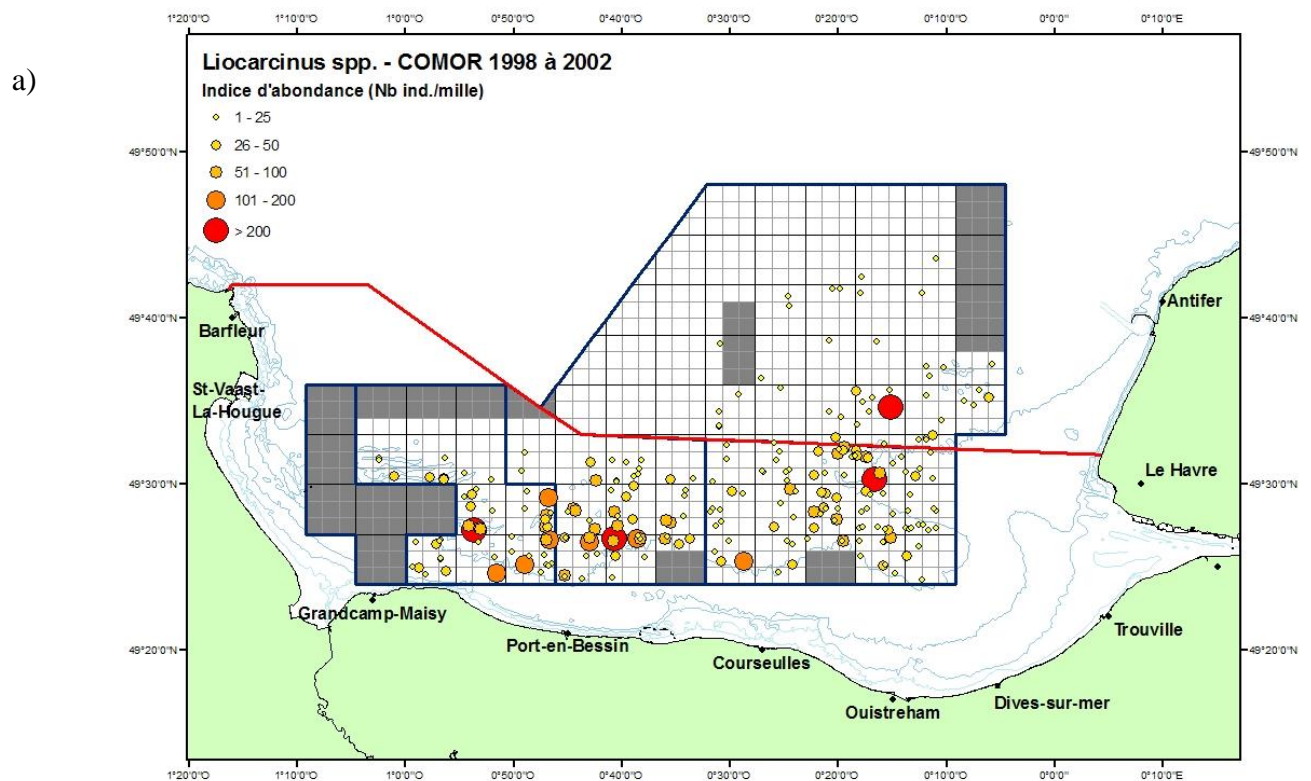 a)
1°20'0"O 1°10'0"O 1°0'0"O 0°50'0"O 0°40'0"O 0°30'0"O 0°20'0"O 0°10'0"O 0°0'0"O 0°10'0"E
Liocarcinus spp. - COMOR 1998 à 2002
Indice d'abondance (Nb ind./mille)
1 - 25
26 - 50
51 - 100
101 - 200
> 200
49°50'0"N 49°50'0"N
Antifer
49°40'0"N 49°40'0"N
Barfleur
St-Vaast-
La-Hougue
49°30'0"N Le Havre 49°30'0"N
Grandcamp-Maisy
Trouville
Port-en-Bessin
49°20'0"N Courseulles 49°20'0"N
Dives-sur-mer
Ouistreham
1°20'0"O 1°10'0"O 1°0'0"O 0°50'0"O 0°40'0"O 0°30'0"O 0°20'0"O 0°10'0"O 0°0'0"O 0°10'0"E